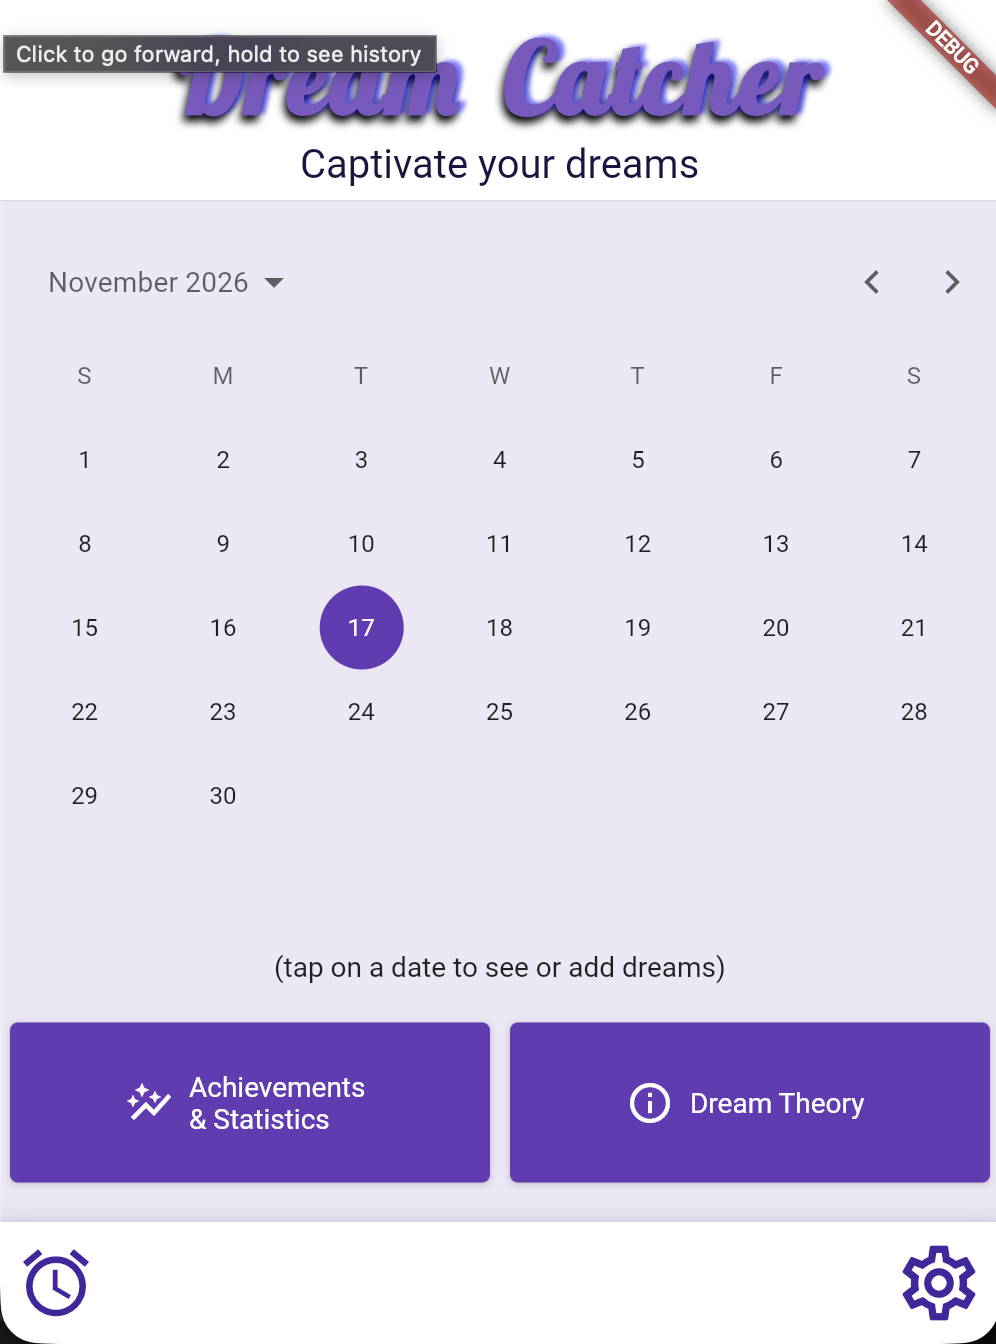 Click to go forward, hold to see history
DEBUG
Dream Catcher
Captivate your dreams
November 2026
S M T W T F S
1 2 3 4 5 6 7
8 9 10 11 12 13 14
15 16 17 18 19 20 21
22 23 24 25 26 27 28
29 30
(tap on a date to see or add dreams)
Achievements
& Statistics
Dream Theory